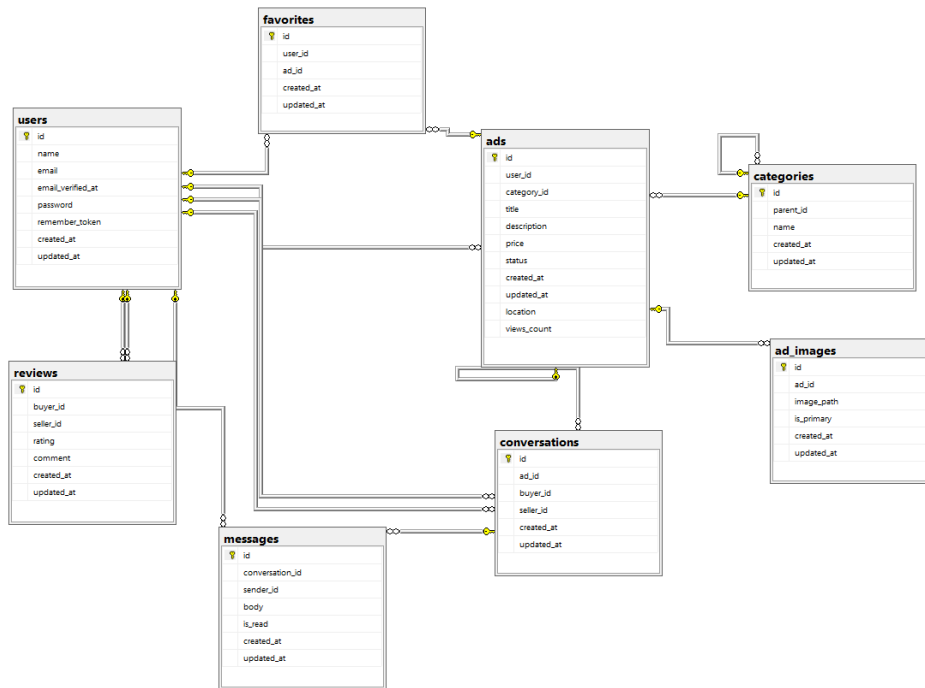 favorites
id
user_id
ad_id
created_at
updated_at
users
id
name
email
email_verified_at
password
remember_token
created_at
updated_at
ads
id
user_id
category_id
title
description
price
status
created_at
updated_at
location
views_count
categories
id
parent_id
name
created_at
updated_at
ad_images
id
ad_id
image_path
is_primary
created_at
updated_at
reviews
id
buyer_id
seller_id
rating
comment
created_at
updated_at
conversations
id
ad_id
buyer_id
seller_id
created_at
updated_at
messages
id
conversation_id
sender_id
body
is_read
created_at
updated_at